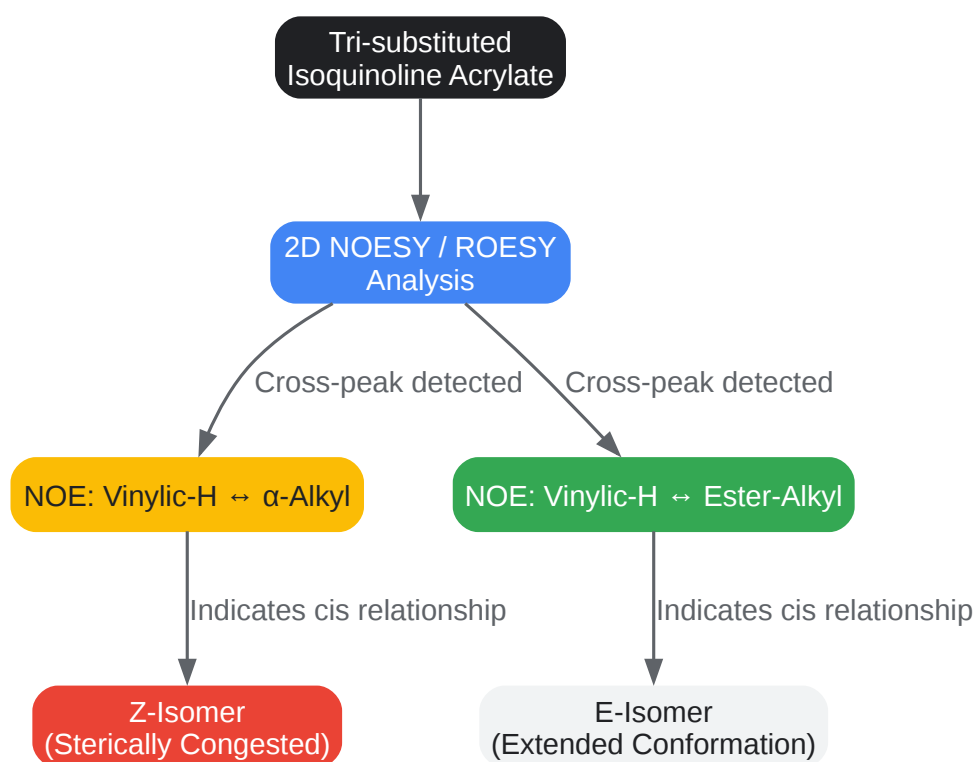 Tri-substituted
Isoquinoline Acrylate
2D NOESY / ROESY
Analysis
Cross-peak detected
Cross-peak detected
NOE: Vinylic-H ↔ α-Alkyl
NOE: Vinylic-H ↔ Ester-Alkyl
Indicates cis relationship
Indicates cis relationship
Z-Isomer
(Sterically Congested)
E-Isomer
(Extended Conformation)